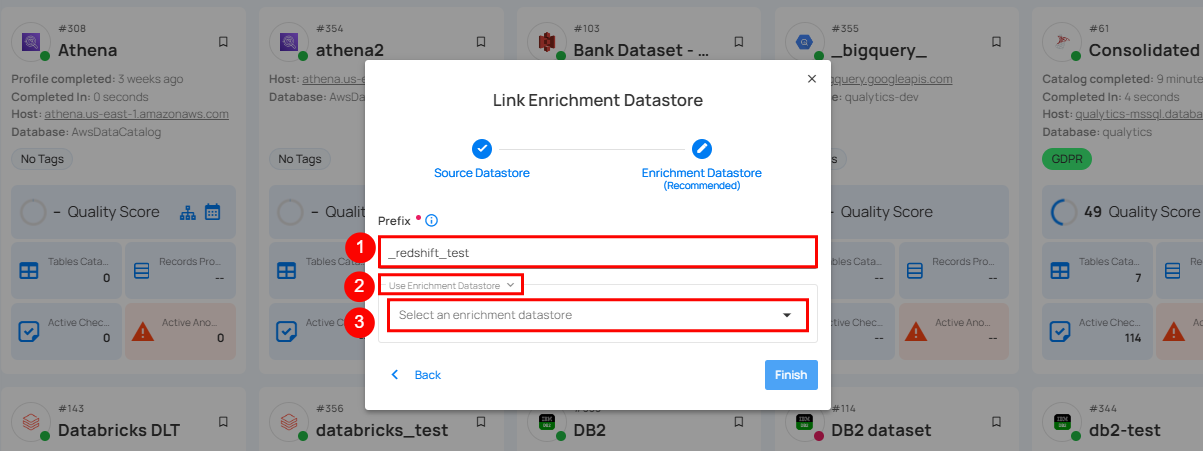 #308
Athena
Profile completed: 3 weeks ago
Completed In: 0 seconds
Host: athena.us-east-1.amazonaws.com
Database: AwsDataCatalog
No Tags
– Quality Score
Tables Cata...
0
Records Pro...
--
Active Chec...
0
Active Ano...
0
#354
athena2
Host: athena.us-e
Database: AwsDa
No Tags
– Qualit
Tables Cata
Active Ch
#103
Bank Dataset - ...
#355
_bigquery_
gquery.googleapis.com
e: qualytics-dev
Quality Score
--
Records Pro...
--
--
Active Ano...
--
#61
Consolidated
Catalog completed: 9 minute
Completed In: 4 seconds
Host: qualytics-mssql.databa
Database: qualytics
GDPR
49 Quality Score
Tables Cata...
7
Records
Active Chec...
114
Active
Link Enrichment Datastore
Source Datastore
Enrichment Datastore
(Recommended)
Prefix
1
_redshift_test
2
Use Enrichment Datastore
3
Select an enrichment datastore
Back
Finish
#143
Databricks DLT
#356
databricks_test
DB2
#114
DB2 dataset
#344
db2-test